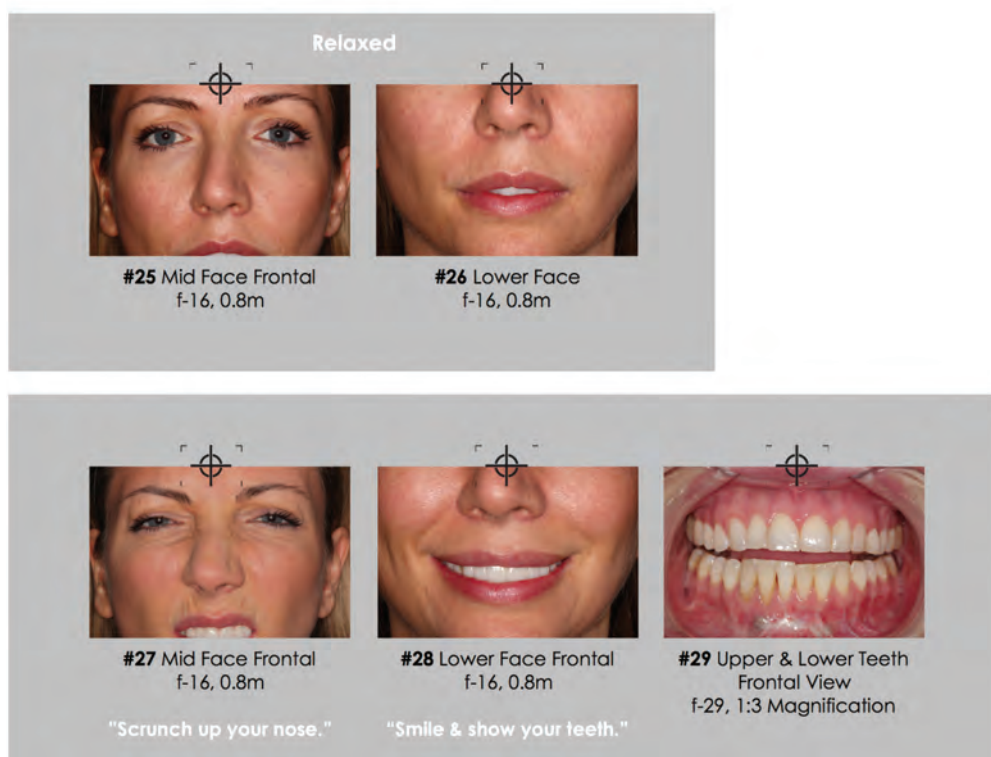 Relaxed
#25 Mid Face Frontal
f-16, 0.8m
#26 Lower Face
f-16, 0.8m
#27 Mid Face Frontal
f-16, 0.8m
"Scrunch up your nose."
#28 Lower Face Frontal
f-16, 0.8m
“Smile & show your teeth.”
#29 Upper & Lower Teeth
Frontal View
f-29, 1:3 Magnification